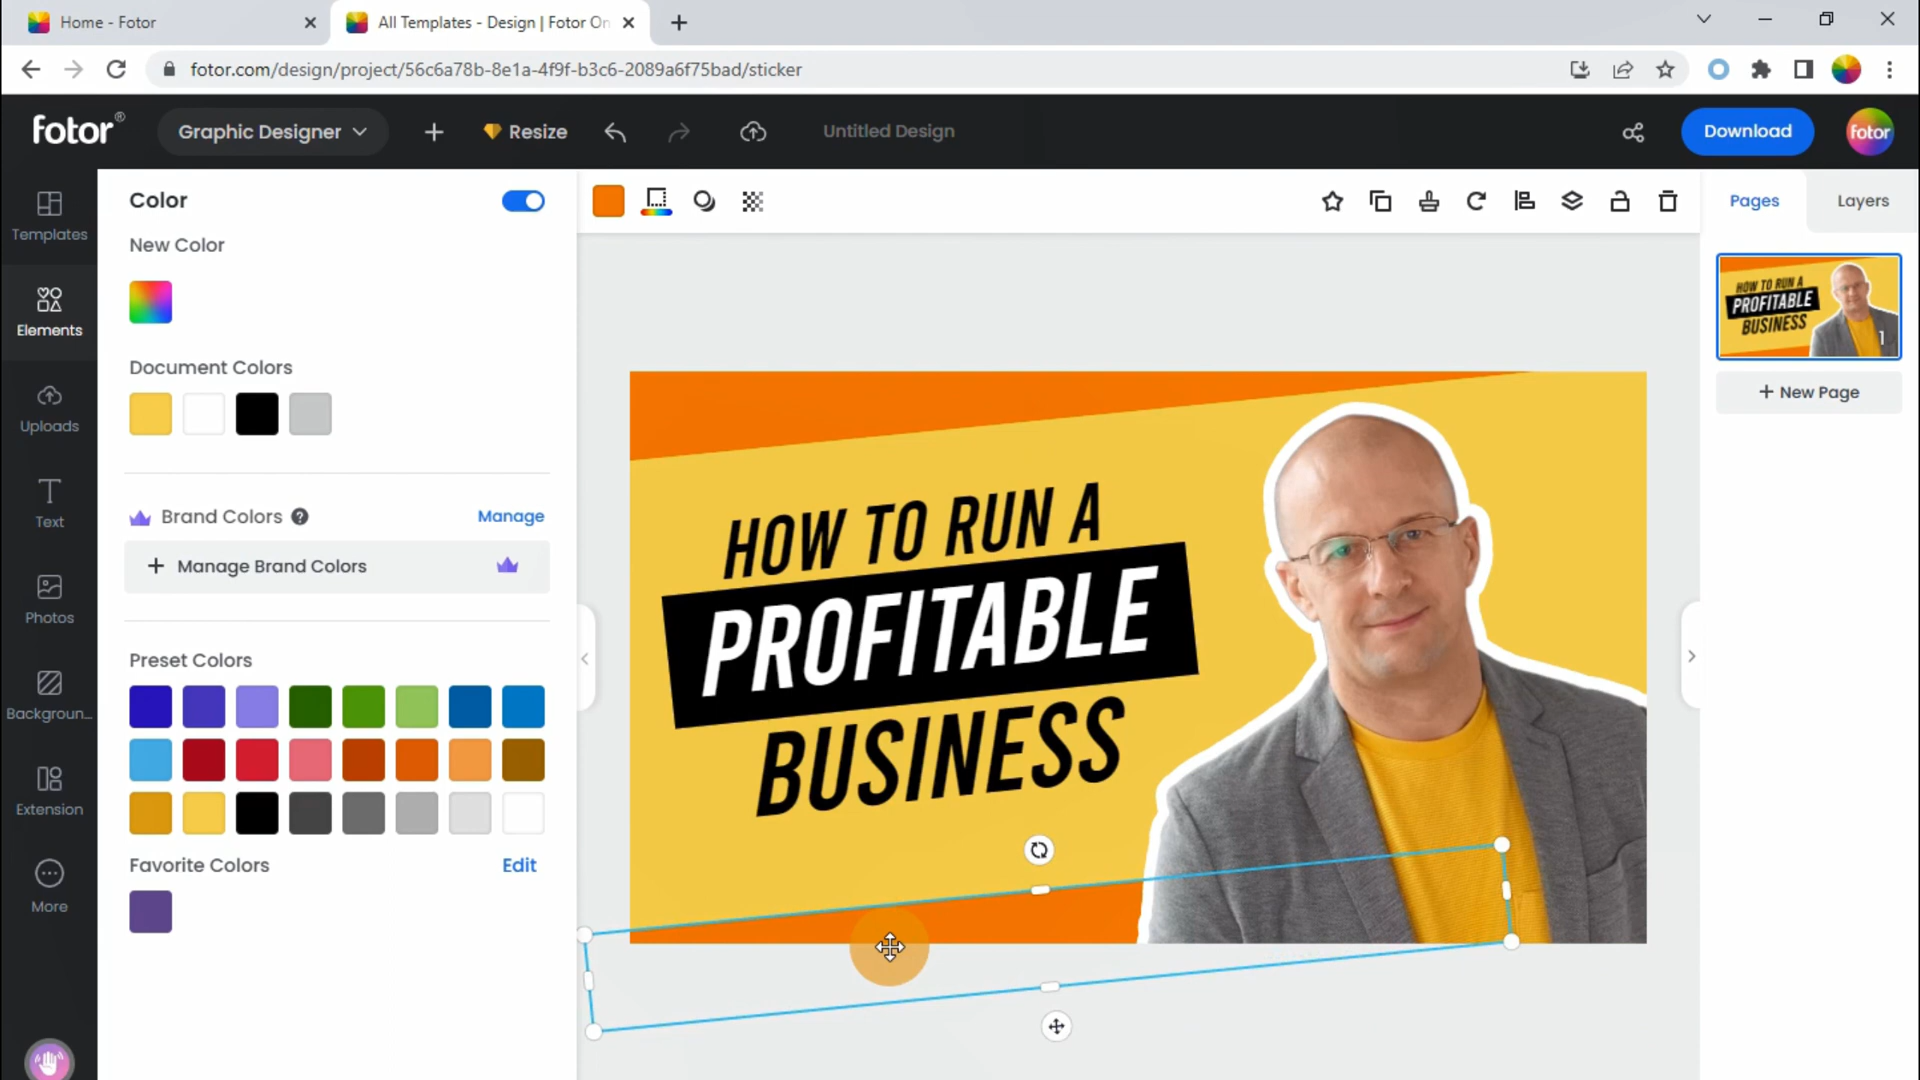 Home - Fotor
All Templates - Design | Fotor On
fotor.com/design/project/56c6a78b-8e1a-4f9f-b3c6-2089a6f75bad/sticker
fotor®
Graphic Designer
Resize
Untitled Design
Download
fotor
Templates
Elements
Uploads
Text
Photos
Backgroun...
Extension
More
Color
New Color
Document Colors
Brand Colors ?
Manage
+ Manage Brand Colors
Preset Colors
Favorite Colors
Edit
HOW TO RUN A
PROFITABLE
BUSINESS
Pages
Layers
HOW TO RUN A
PROFITABLE
BUSINESS
1
+ New Page